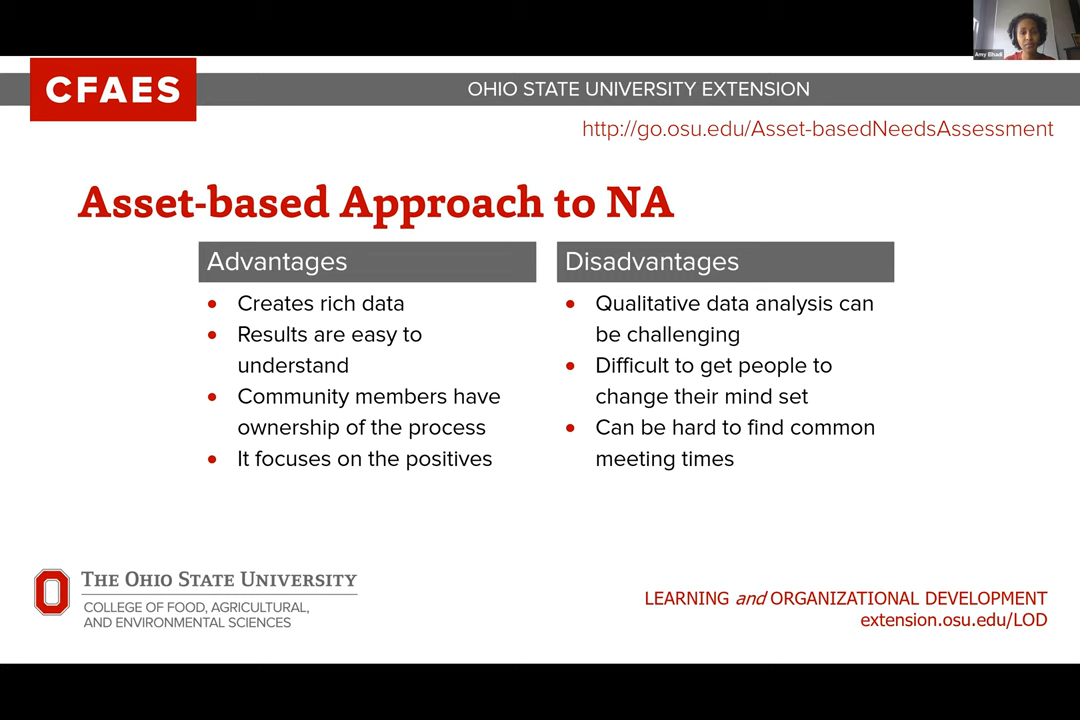 Amy Elhadi
CFAES
OHIO STATE UNIVERSITY EXTENSION
http://go.osu.edu/Asset-basedNeedsAssessment
Asset-based Approach to NA
Advantages
• Creates rich data
• Results are easy to
understand
• Community members have
ownership of the process
• It focuses on the positives
Disadvantages
• Qualitative data analysis can
be challenging
• Difficult to get people to
change their mind set
• Can be hard to find common
meeting times
THE OHIO STATE UNIVERSITY
COLLEGE OF FOOD, AGRICULTURAL,
AND ENVIRONMENTAL SCIENCES
LEARNING and ORGANIZATIONAL DEVELOPMENT
extension.osu.edu/LOD